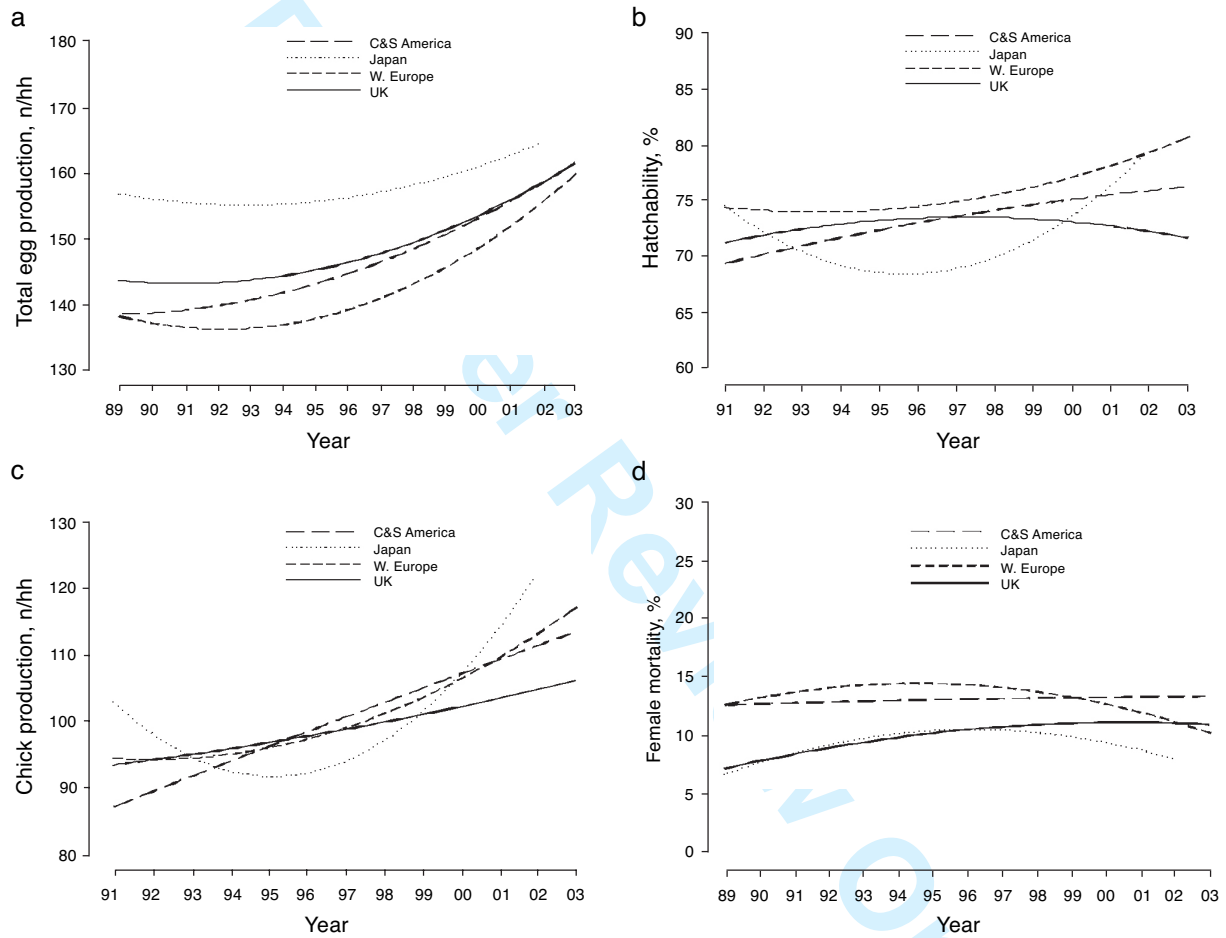 a
Total egg production, n/hh
180
170
160
150
140
130
C&S America
Japan
W. Europe
UK
89 90 91 92 93 94 95 96 97 98 99 00 01 02 03
Year
b
Hatchability, %
90
85
80
75
70
65
60
C&S America
Japan
W. Europe
UK
91 92 93 94 95 96 97 98 99 00 01 02 03
Year
c
Chick production, n/hh
130
120
110
100
90
80
C&S America
Japan
W. Europe
UK
91 92 93 94 95 96 97 98 99 00 01 02 03
Year
d
Female mortality, %
30
25
20
15
10
5
0
C&S America
Japan
W. Europe
UK
89 90 91 92 93 94 95 96 97 98 99 00 01 02 03
Year